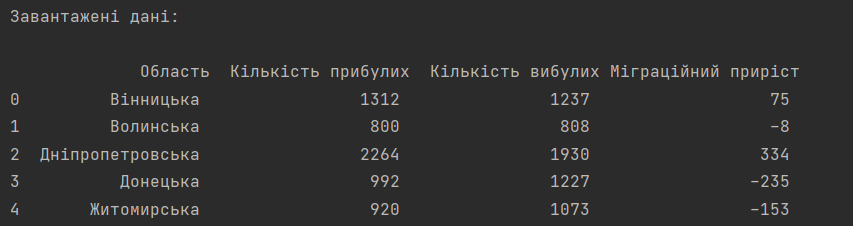 Завантажені дані:
Область Кількість прибулих Кількість вибулих Міграційний приріст
0 Вінницька 1312 1237 75
1 Волинська 800 808 -8
2 Дніпропетровська 2264 1930 334
3 Донецька 992 1227 -235
4 Житомирська 920 1073 -153